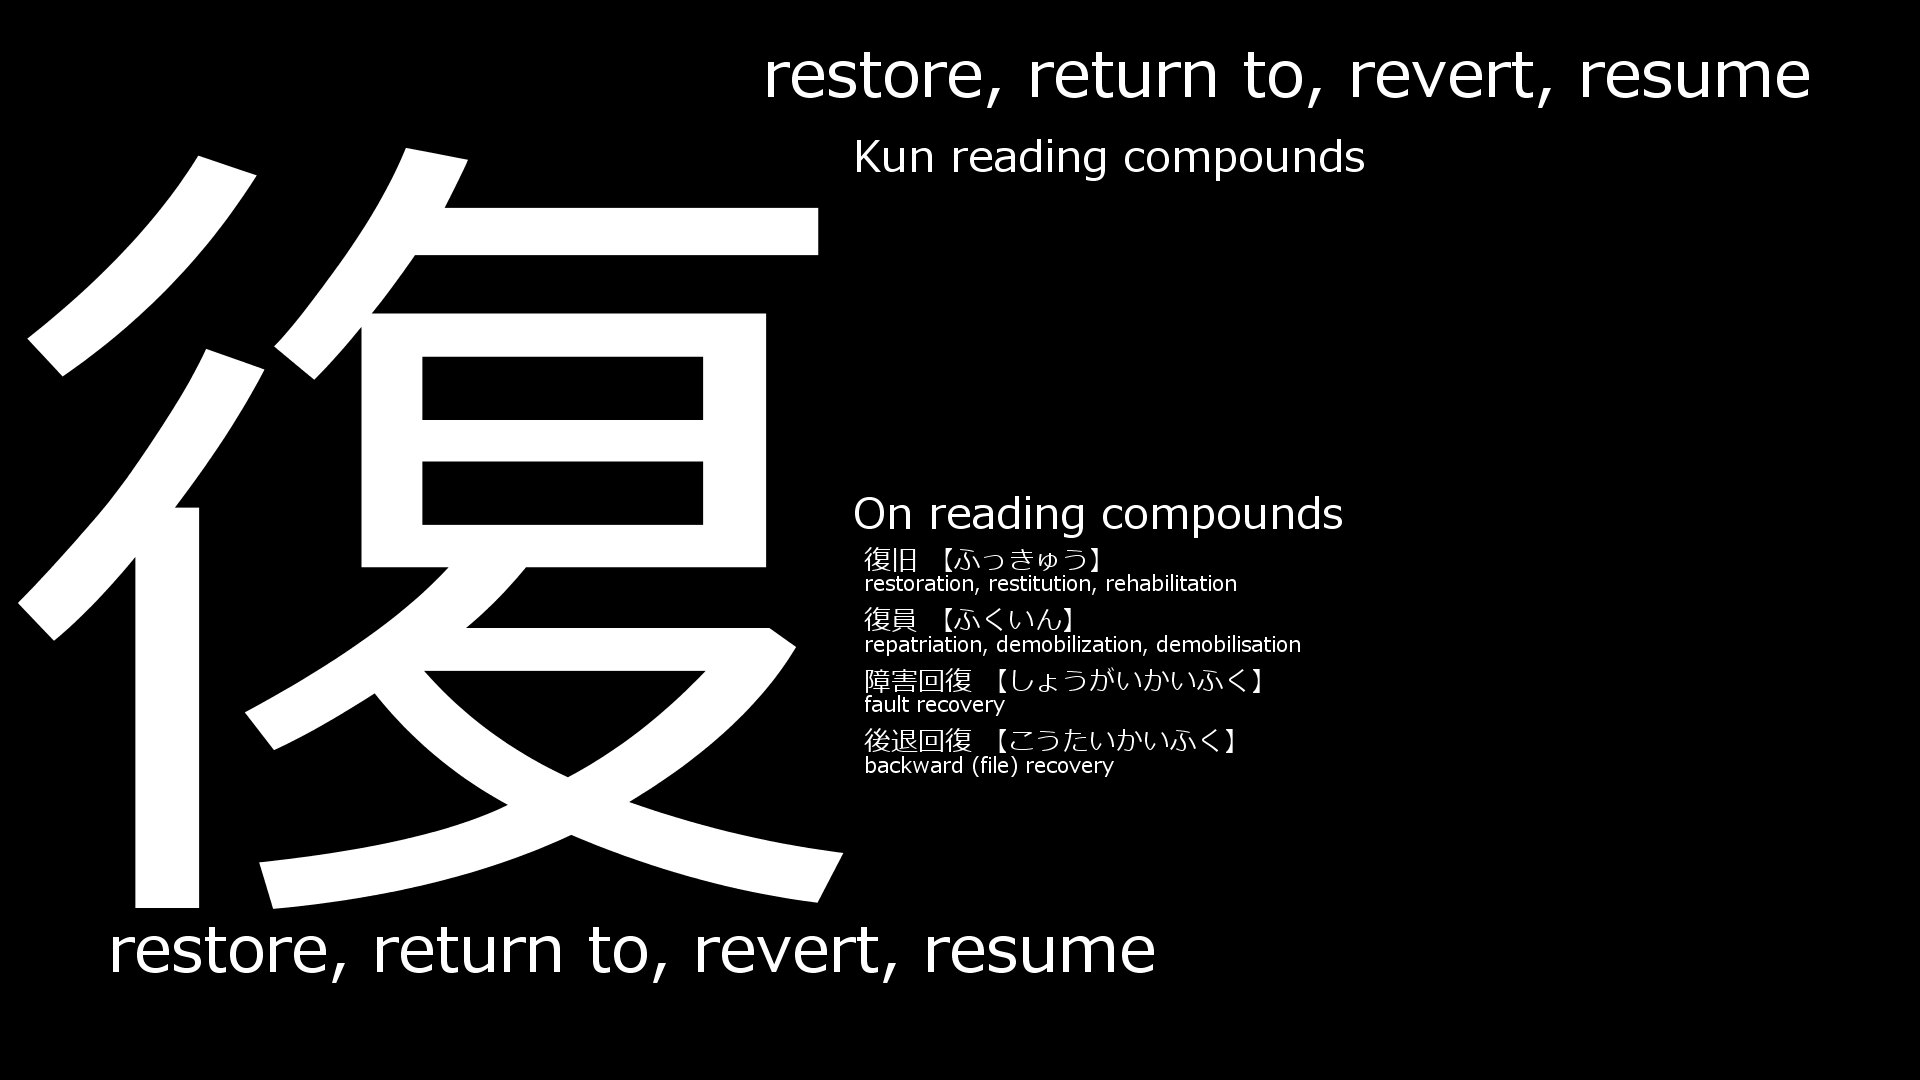 restore, return to, revert, resume
Kun reading compounds
復
On reading compounds
復旧 【ふっきゅう】
restoration, restitution, rehabilitation
復員 【ふくいん】
repatriation, demobilization, demobilisation
障害回復 【しょうがいかいふく】
fault recovery
後退回復 【こうたいかいふく】
backward (file) recovery
restore, return to, revert, resume